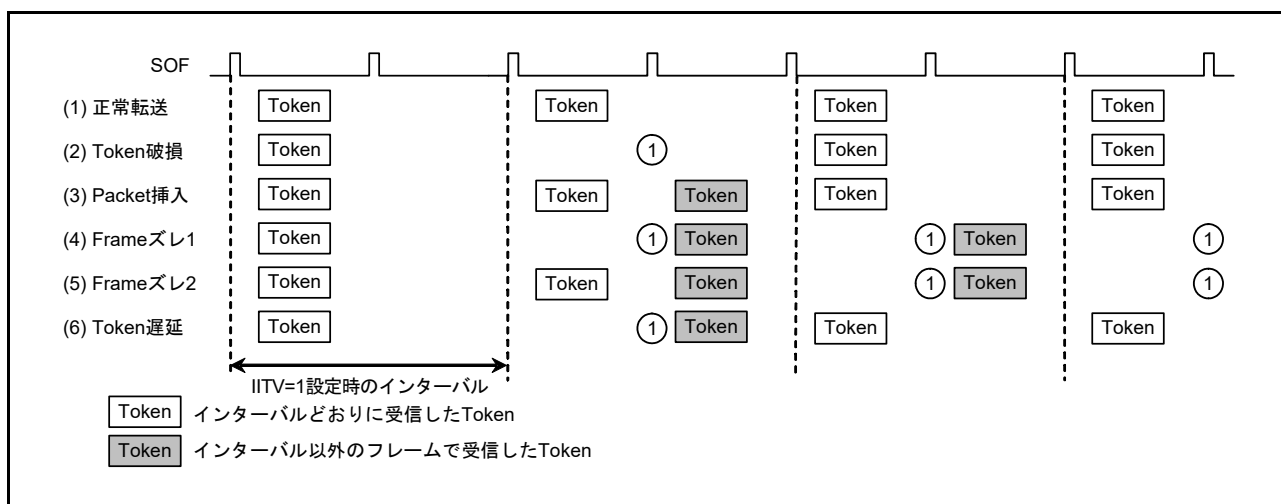 SOF
(1) 正常転送 Token Token Token Token
(2) Token破損 Token 1 Token Token
(3) Packet挿入 Token Token Token Token Token
(4) Frameズレ1 Token 1 Token 1 Token 1
(5) Frameズレ2 Token Token Token 1 Token 1
(6) Token遅延 Token 1 Token Token Token
IITV=1設定時のインターバル
Token インターバルどおりに受信したToken
Token インターバル以外のフレームで受信したToken